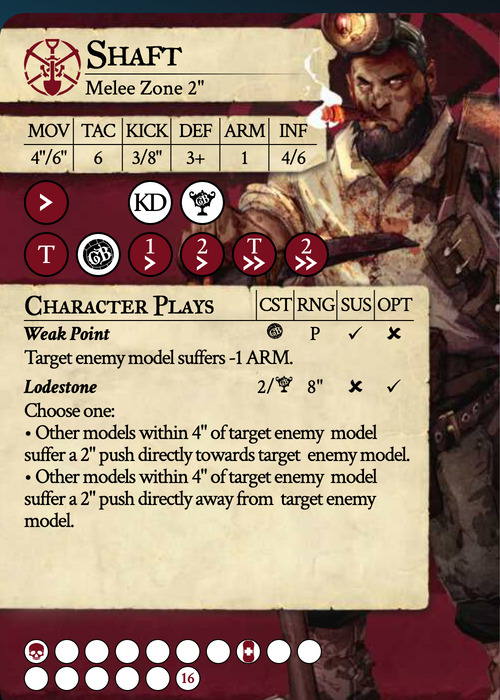 Shaft
Melee Zone 2"
MOV TAC KICK DEF ARM INF
4"/6" 6 3/8" 3+ 1 4/6
> KD GB
T GB 1> 2> T>> 2>>
Character Plays CST RNG SUS OPT
Weak Point GB P ✓ ✗
Target enemy model suffers -1 ARM.
Lodestone 2/GB 8" ✗ ✓
Choose one:
• Other models within 4" of target enemy model
suffer a 2" push directly towards target enemy model.
• Other models within 4" of target enemy model
suffer a 2" push directly away from target enemy
model.
16